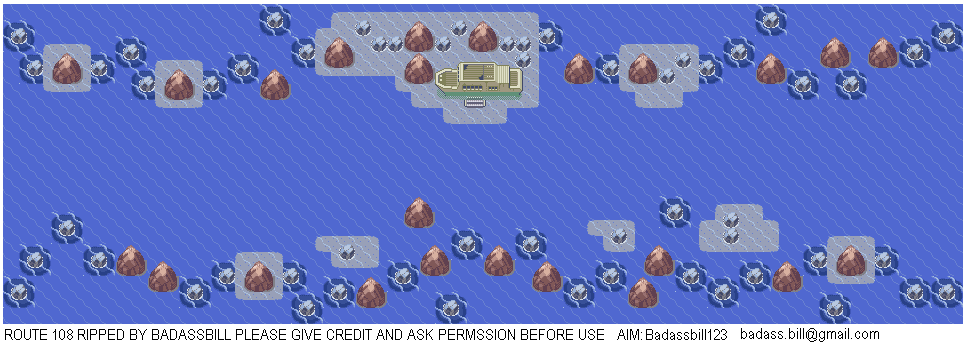 ROUTE 108 RIPPED BY BADASSBILL PLEASE GIVE CREDIT AND ASK PERMSSION BEFORE USE AIM: Badassbill123 badass.bill@gmail.com